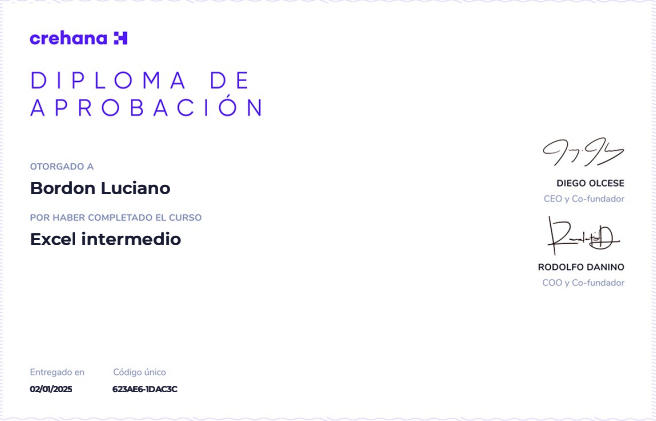 crehana
DIPLOMA DE
APROBACIÓN
OTORGADO A
Bordon Luciano
POR HABER COMPLETADO EL CURSO
Excel intermedio
DIEGO OLCESE
CEO y Co-fundador
RODOLFO DANINO
COO y Co-fundador
Entregado en Código único
02/01/2025 623AE6-1DAC3C